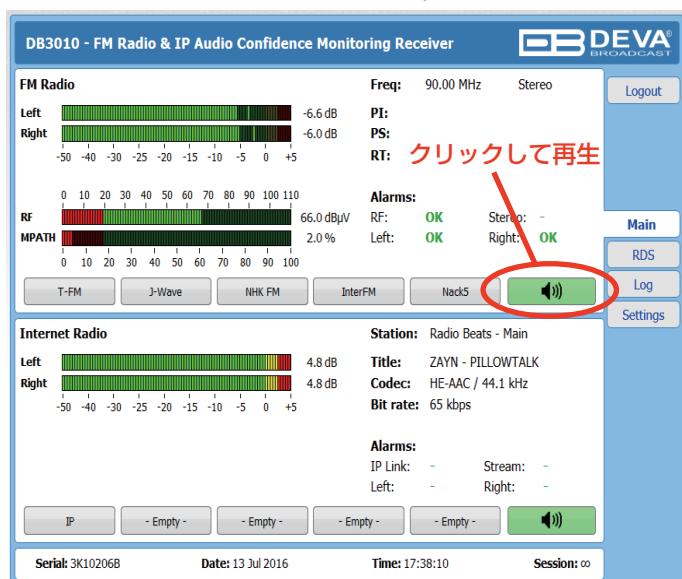 DB3010 - FM Radio & IP Audio Confidence Monitoring Receiver
DB DEVA®
BROADCAST
FM Radio
Freq: 90.00 MHz Stereo
Logout
Left -6.6 dB
PI:
Right -6.0 dB
PS:
-50 -40 -30 -25 -20 -15 -10 -5 0 +5
RT:
クリックして再生
0 10 20 30 40 50 60 70 80 90 100 110
Alarms:
RF 66.0 dBµV
RF: OK Stereo: -
Main
MPATH 2.0 %
Left: OK Right: OK
0 10 20 30 40 50 60 70 80 90 100
RDS
T-FM J-Wave NHK FM InterFM Nack5
Log
Settings
Internet Radio
Station: Radio Beats - Main
Left 4.8 dB
Title: ZAYN - PILLOWTALK
Right 4.8 dB
Codec: HE-AAC / 44.1 kHz
-50 -40 -30 -25 -20 -15 -10 -5 0 +5
Bit rate: 65 kbps
Alarms:
IP Link: - Stream: -
Left: - Right: -
IP - Empty - - Empty - - Empty - - Empty -
Serial: 3K10206B Date: 13 Jul 2016 Time: 17:38:10 Session: ∞